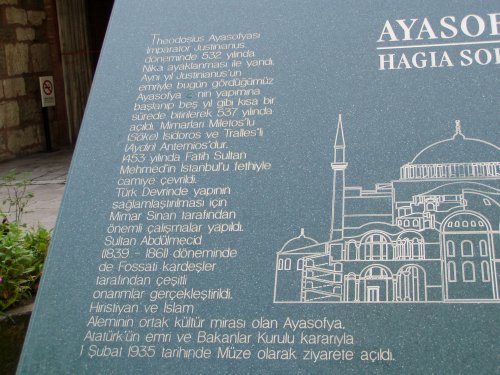 AYASOF
HAGIA SOP
Theodosius Ayasofyası
İmparator Justinianus
döneminde 532 yılında
Nika ayaklanması ile yandı.
Aynı yıl Justinianus'ün
emriyle bugün gördüğümüz
Ayasofya - nın yapımına
başlanıp beş yıl gibi kısa bir
sürede bitirilerek 537 yılında
açıldı. Mimarları Miletos'lu
(Söke) Isidoros ve Tralles'li
(Aydın) Antemios'dur.
1453 yılında Fatih Sultan
Mehmed'in İstanbul'u fethiyle
camiye çevrildi.
Türk Devrinde yapının
sağlamlaştırılması için
Mimar Sinan tarafından
önemli çalışmalar yapıldı.
Sultan Abdülmecid
(1839 - 1861) döneminde
de Fossati kardeşler
tarafından çeşitli
onarımlar gerçekleştirildi.
Hıristiyan ve İslam
Aleminin ortak kültür mirası olan Ayasofya,
Atatürk'ün emri ve Bakanlar Kurulu kararıyla
1 Şubat 1935 tarihinde Müze olarak ziyarete açıldı.